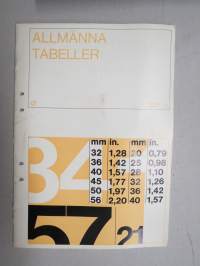 ALLMÄNNA
TABELLER
mm in. mm in.
32 1,28 20 0,79
36 1,42 25 0,98
40 1,57 28 1,10
45 1,77 32 1,26
50 1,97 36 1,42
56 2,20 40 1,57
34
57 21